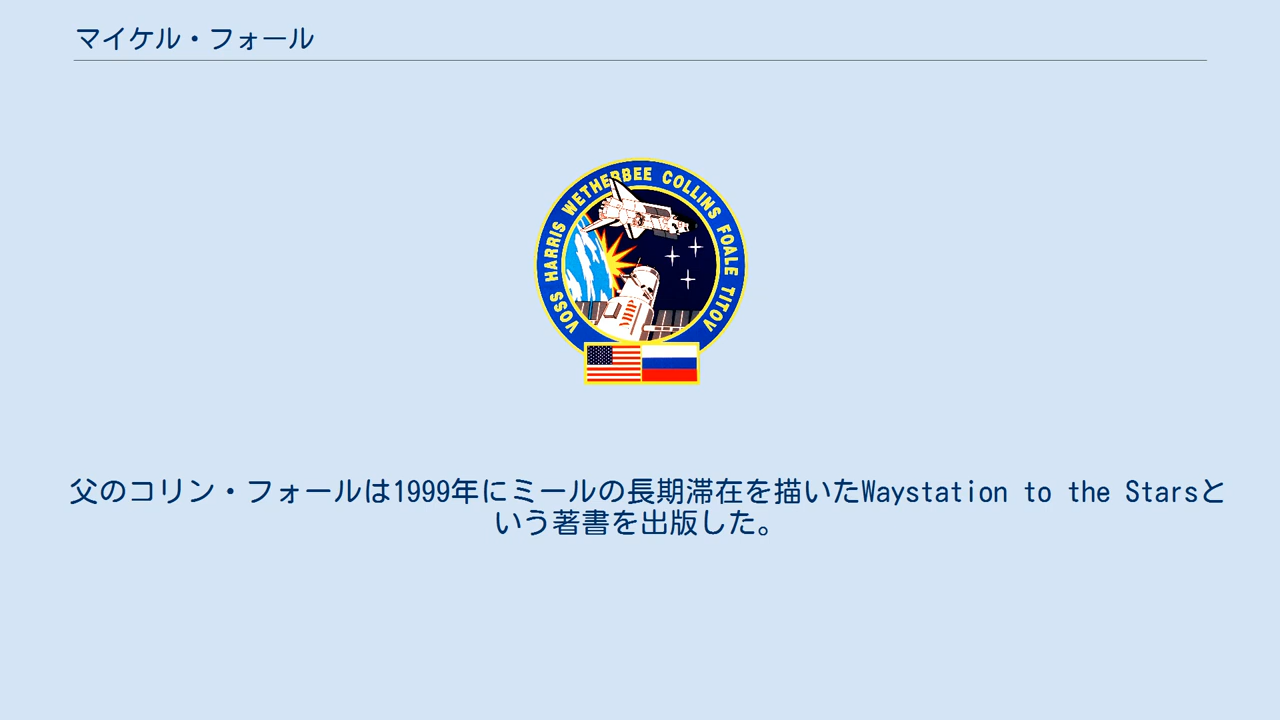 マイケル・フォール
VOSS HARRIS WETHERBEE COLLINS FOALE TITOV
МИР
父のコリン・フォールは1999年にミールの長期滞在を描いたWaystation to the Starsと
いう著書を出版した。